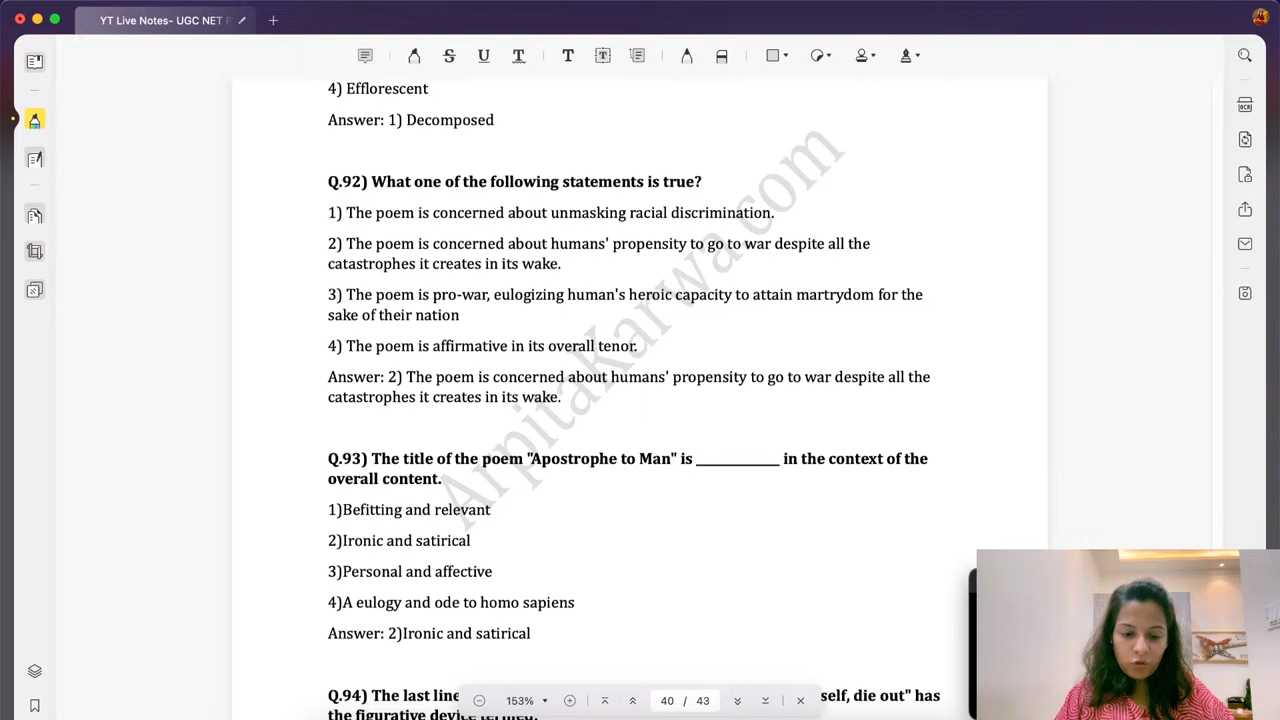 YT Live Notes- UGC NET P
4) Efflorescent
Answer: 1) Decomposed
Q.92) What one of the following statements is true?
1) The poem is concerned about unmasking racial discrimination.
2) The poem is concerned about humans' propensity to go to war despite all the
catastrophes it creates in its wake.
3) The poem is pro-war, eulogizing human's heroic capacity to attain martrydom for the
sake of their nation
4) The poem is affirmative in its overall tenor.
Answer: 2) The poem is concerned about humans' propensity to go to war despite all the
catastrophes it creates in its wake.
Q.93) The title of the poem "Apostrophe to Man" is ____________ in the context of the
overall content.
1)Befitting and relevant
2)Ironic and satirical
3)Personal and affective
4)A eulogy and ode to homo sapiens
Answer: 2)Ironic and satirical
Q.94) The last line self, die out" has
the figurative device termed.
153% 40 / 43
ArpitaKarwa.com
OCR